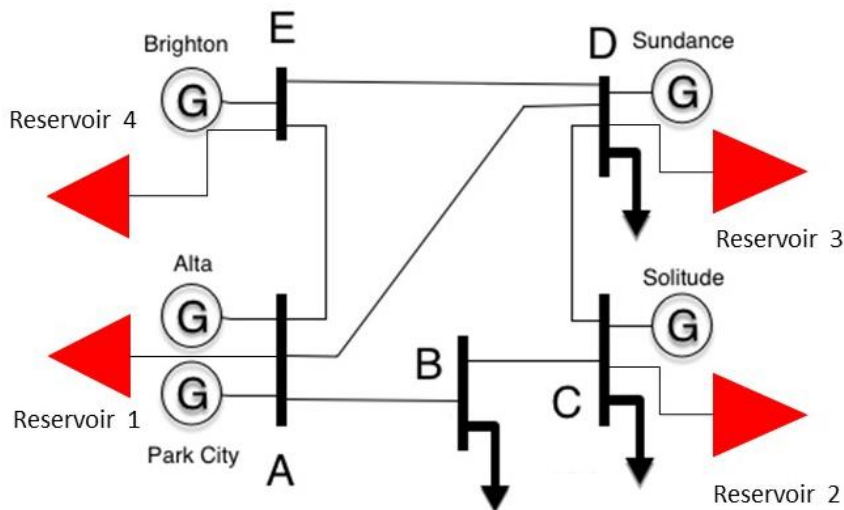 E
Brighton
G
D
Sundance
G
Reservoir 4
Reservoir 3
Alta
G
Solitude
G
B
G
C
Reservoir 1
Park City
A
Reservoir 2